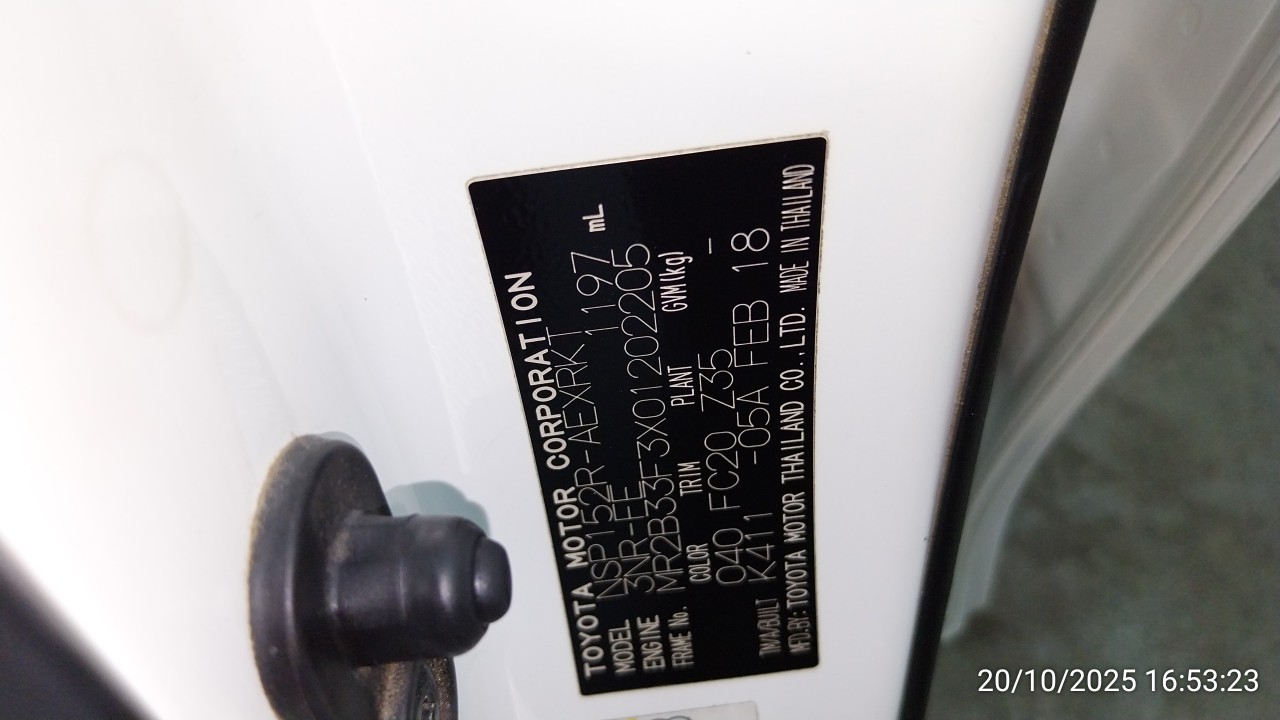 TOYOTA MOTOR CORPORATION
MODEL NSP152R-AEXRKT
ENGINE 3NR-FE 1197 mL
FRAME No. MR2B33F3X01202205
COLOR TRIM PLANT GVM(kg)
040 FC20 Z35 –
TM/A/BUILT K411 -05A FEB 18
MFD.BY: TOYOTA MOTOR THAILAND CO.,LTD. MADE IN THAILAND
20/10/2025 16:53:23